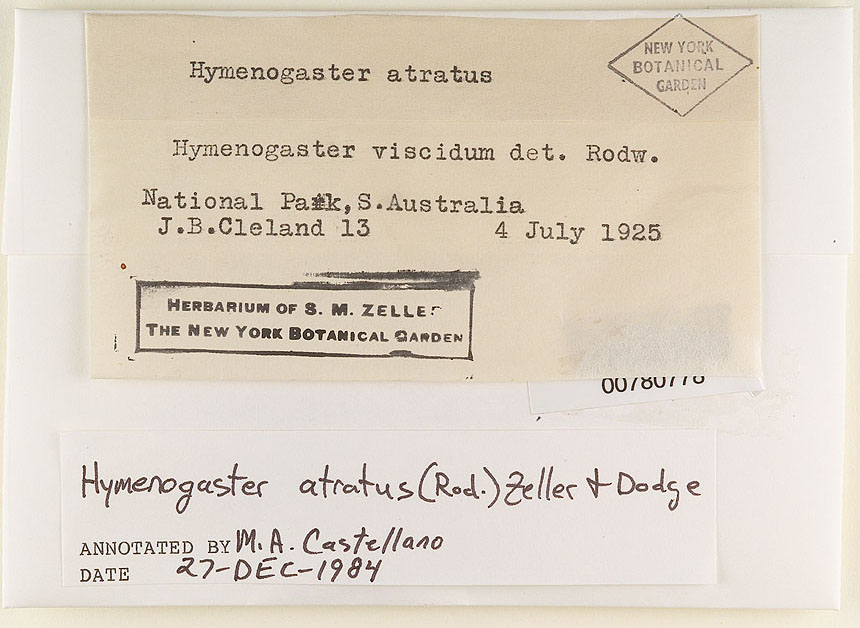 Hymenogaster atratus
NEW YORK
BOTANICAL
GARDEN
Hymenogaster viscidum det. Rodw.
National Park, S.Australia
J.B.Cleland 13 4 July 1925
HERBARIUM OF S. M. ZELLER
THE NEW YORK BOTANICAL GARDEN
Hymenogaster atratus (Rod.) Zeller + Dodge
ANNOTATED BY M. A. Castellano
DATE 27-DEC-1984